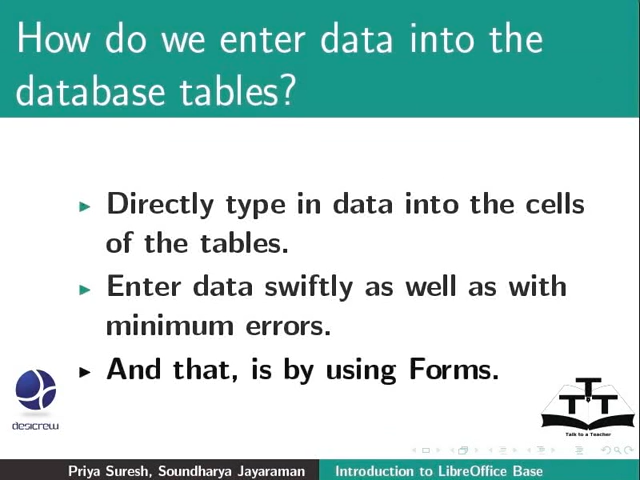 How do we enter data into the
database tables?
Directly type in data into the cells
of the tables.
Enter data swiftly as well as with
minimum errors.
And that, is by using Forms.
desicrew
TTT
Talk to a Teacher
Priya Suresh, Soundharya Jayaraman
Introduction to LibreOffice Base